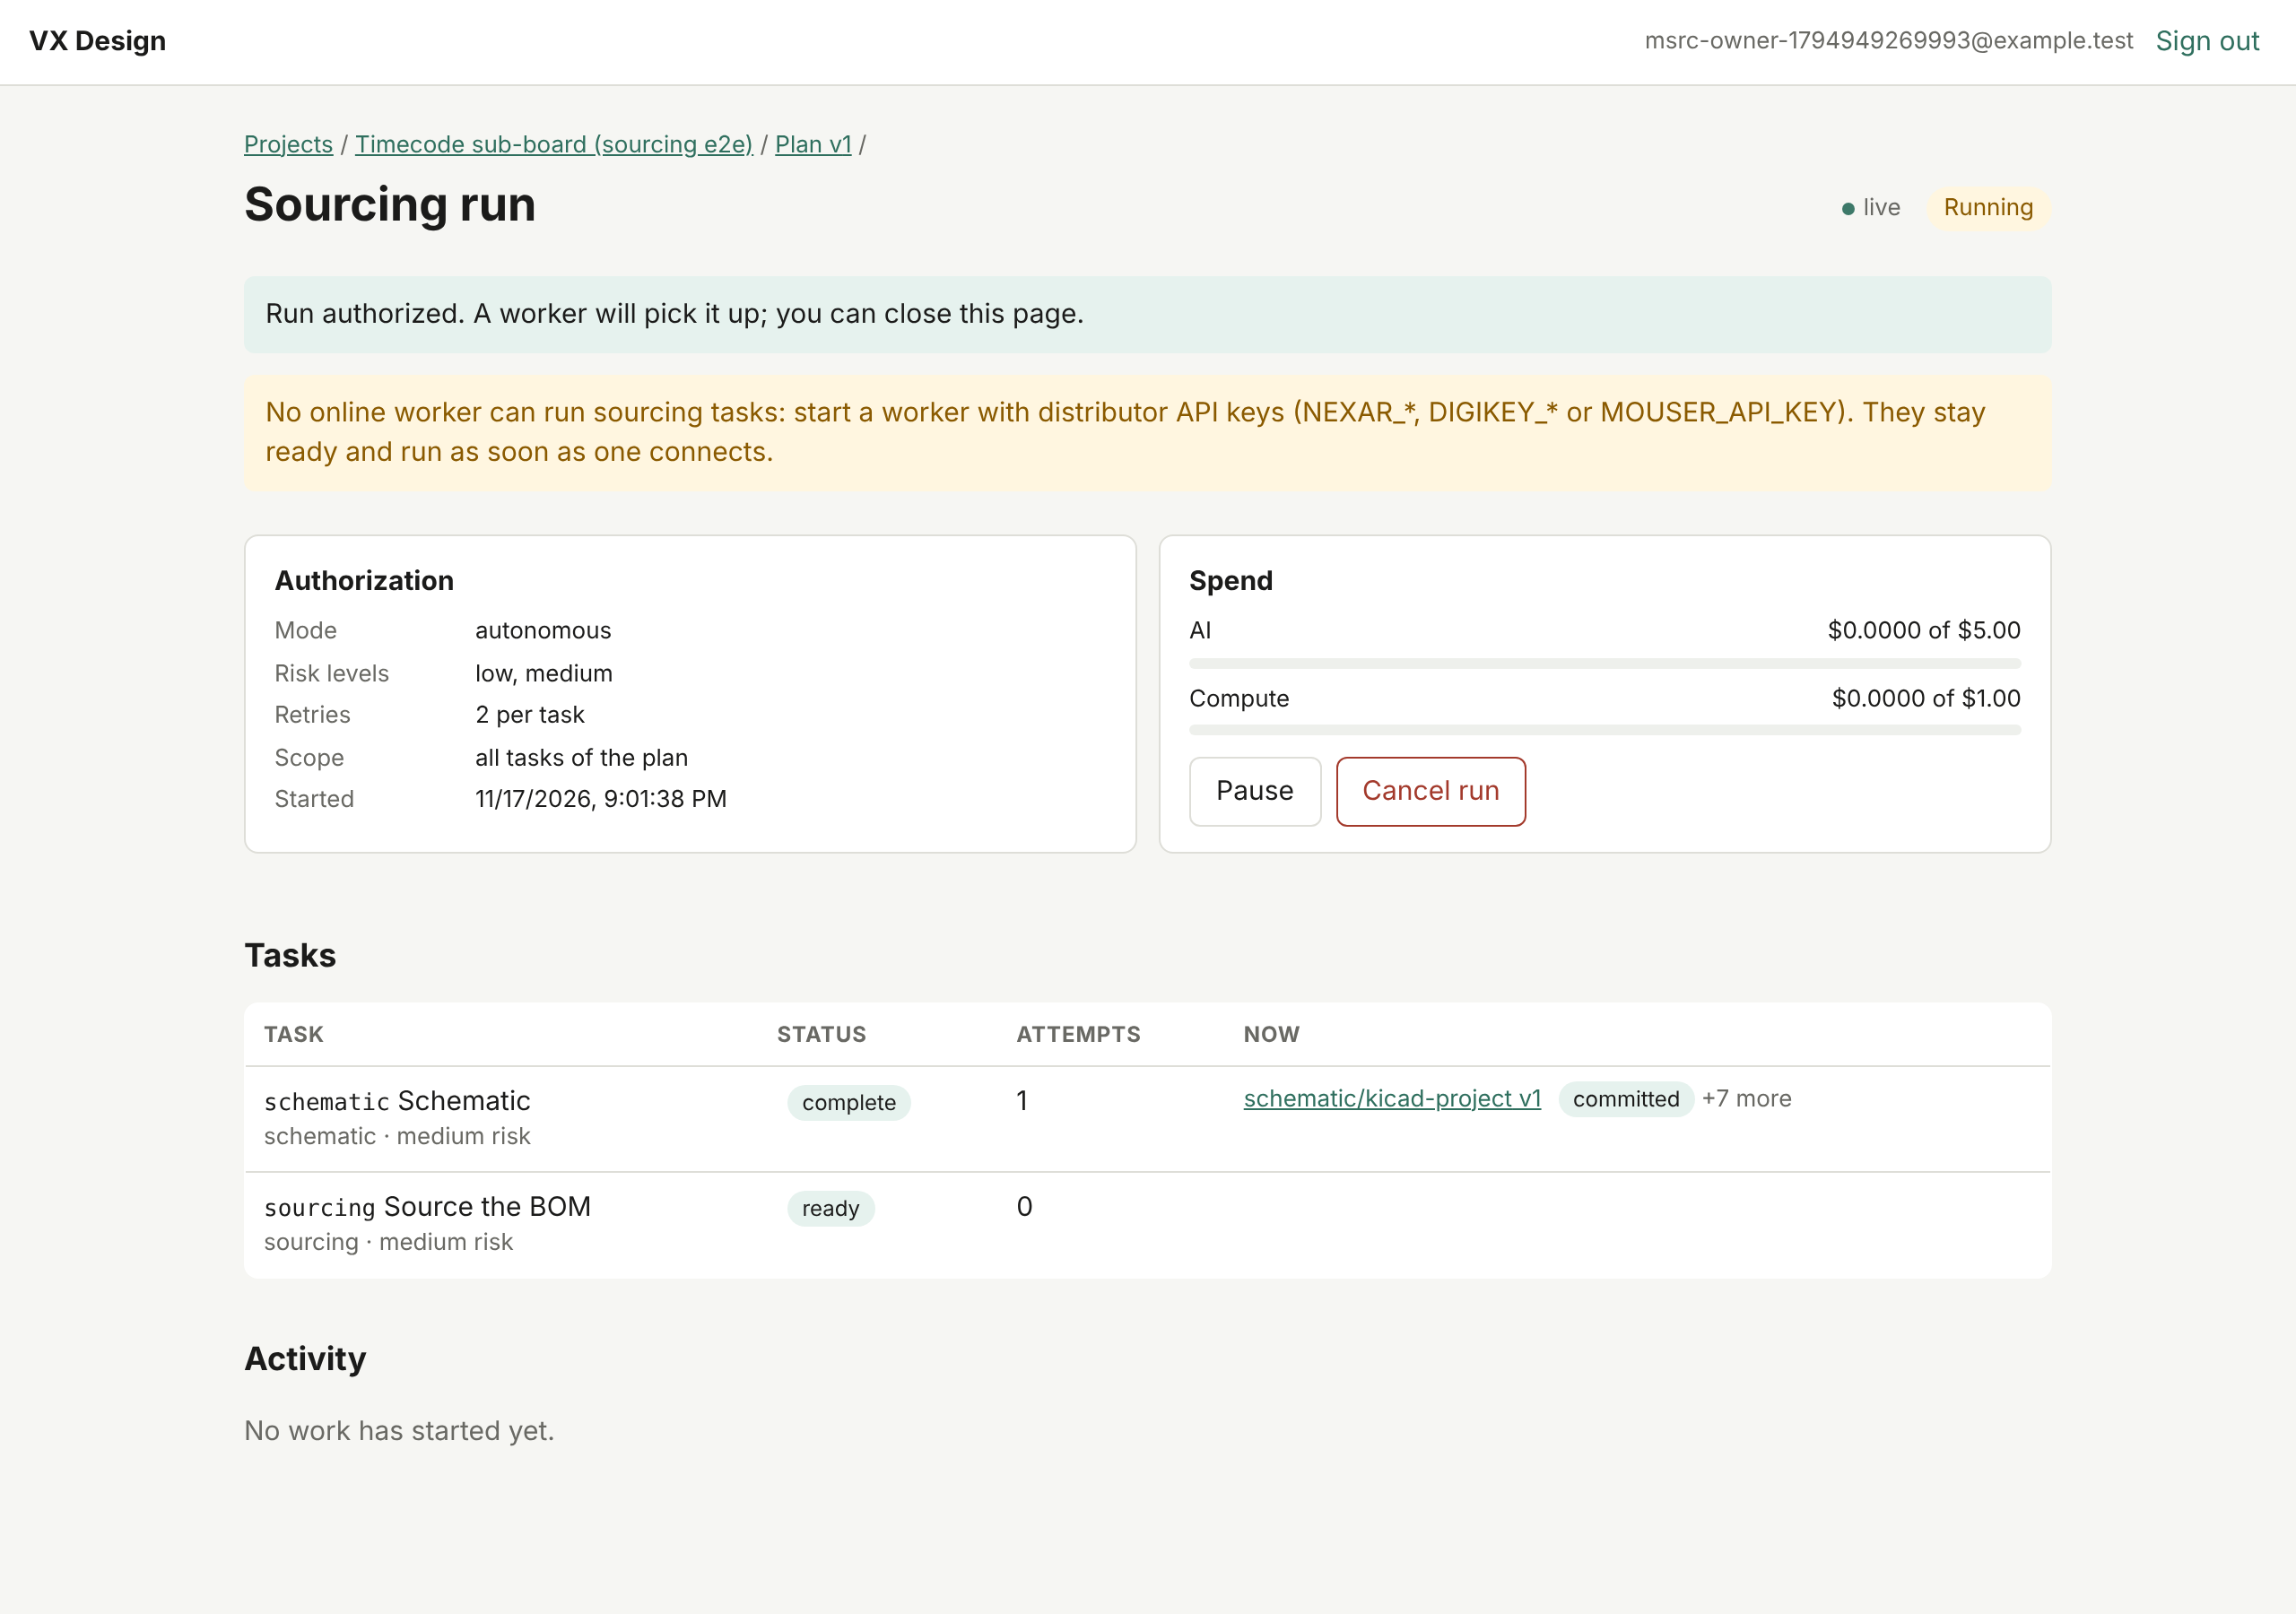 VX Design
msrc-owner-1794949269993@example.test Sign out
Projects / Timecode sub-board (sourcing e2e) / Plan v1 /
Sourcing run
live Running
Run authorized. A worker will pick it up; you can close this page.
No online worker can run sourcing tasks: start a worker with distributor API keys (NEXAR_*, DIGIKEY_* or MOUSER_API_KEY). They stay
ready and run as soon as one connects.
Authorization
Mode autonomous
Risk levels low, medium
Retries 2 per task
Scope all tasks of the plan
Started 11/17/2026, 9:01:38 PM
Spend
AI $0.0000 of $5.00
Compute $0.0000 of $1.00
Pause Cancel run
Tasks
TASK STATUS ATTEMPTS NOW
schematic Schematic complete 1 schematic/kicad-project v1 committed +7 more
schematic · medium risk
sourcing Source the BOM ready 0
sourcing · medium risk
Activity
No work has started yet.